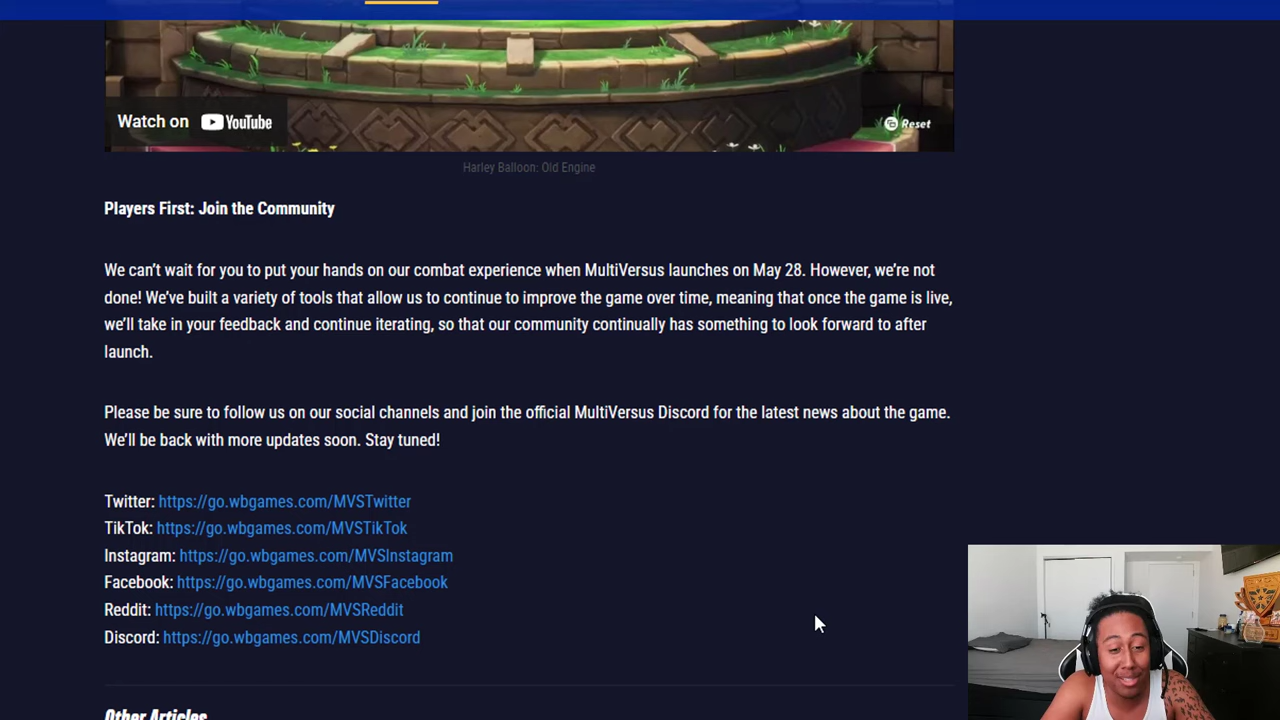 Watch on YouTube
Reset
Harley Balloon: Old Engine
Players First: Join the Community
We can't wait for you to put your hands on our combat experience when MultiVersus launches on May 28. However, we're not
done! We've built a variety of tools that allow us to continue to improve the game over time, meaning that once the game is live,
we'll take in your feedback and continue iterating, so that our community continually has something to look forward to after
launch.
Please be sure to follow us on our social channels and join the official MultiVersus Discord for the latest news about the game.
We'll be back with more updates soon. Stay tuned!
Twitter: https://go.wbgames.com/MVSTwitter
TikTok: https://go.wbgames.com/MVSTikTok
Instagram: https://go.wbgames.com/MVSInstagram
Facebook: https://go.wbgames.com/MVSFacebook
Reddit: https://go.wbgames.com/MVSReddit
Discord: https://go.wbgames.com/MVSDiscord
Other Articles